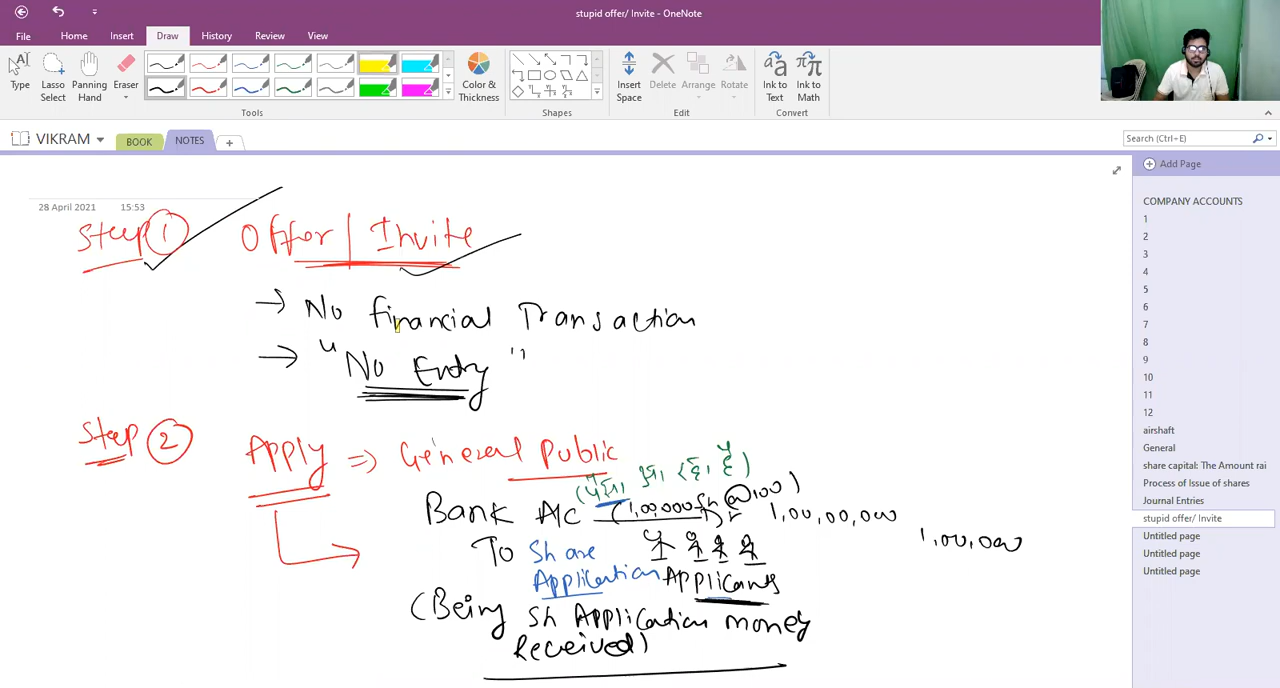 stupid offer/ Invite - OneNote
File Home Insert Draw History Review View
Type Lasso Select Panning Hand Eraser Color & Thickness Insert Space Delete Arrange Rotate Ink to Text Ink to Math
Tools Shapes Edit Convert
VIKRAM BOOK NOTES
Search (Ctrl+E)
Add Page
28 April 2021 15:53
COMPANY ACCOUNTS
1
2
3
4
5
6
7
8
9
10
11
12
airshaft
General
share capital: The Amount rai
Process of Issue of shares
Journal Entries
stupid offer/ Invite
Untitled page
Untitled page
Untitled page
Step 1 Offer | Invite
→ No financial Transaction
→ "No Entry"
Step 2 Apply ⇒ General Public
Bank A/c (1,00,000 Sh @ 100) Dr 1,00,00,000
To Share Application Applicants 1,00,000
(Being Sh Application money
Received)